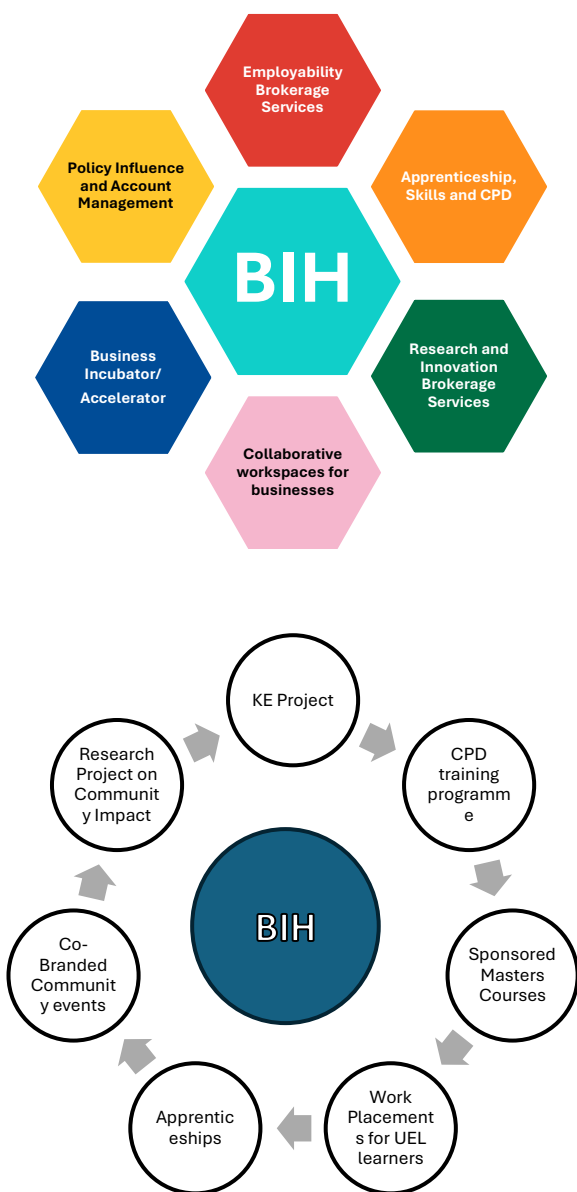 Employability
Brokerage
Services
Policy Influence
and Account
Management
Apprenticeship,
Skills and CPD
BIH
Business
Incubator/
Accelerator
Research and
Innovation
Brokerage
Services
Collaborative
workspaces for
businesses
KE Project
Research
Project on
Communit
y Impact
CPD
training
programm
e
BIH
Co-
Branded
Communit
y events
Sponsored
Masters
Courses
Apprentic
eships
Work
Placement
s for UEL
learners